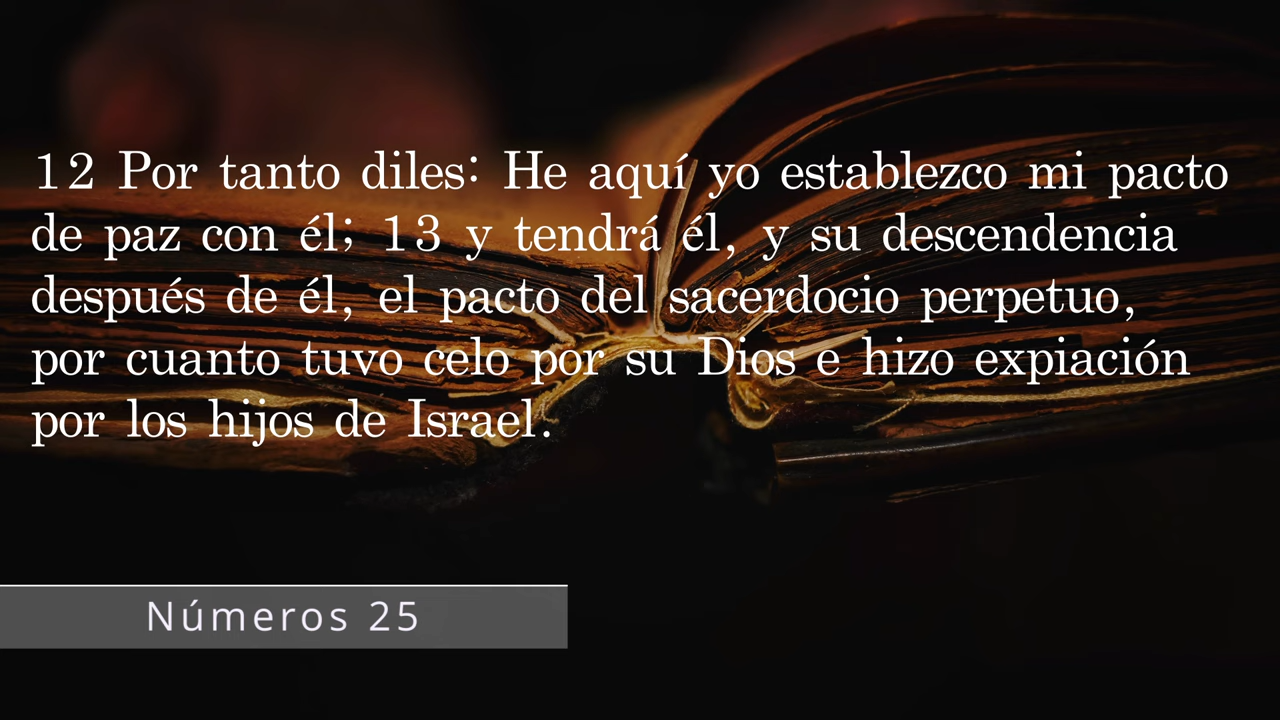 12 Por tanto diles: He aquí yo establezco mi pacto
de paz con él; 13 y tendrá él, y su descendencia
después de él, el pacto del sacerdocio perpetuo,
por cuanto tuvo celo por su Dios e hizo expiación
por los hijos de Israel.
Números 25